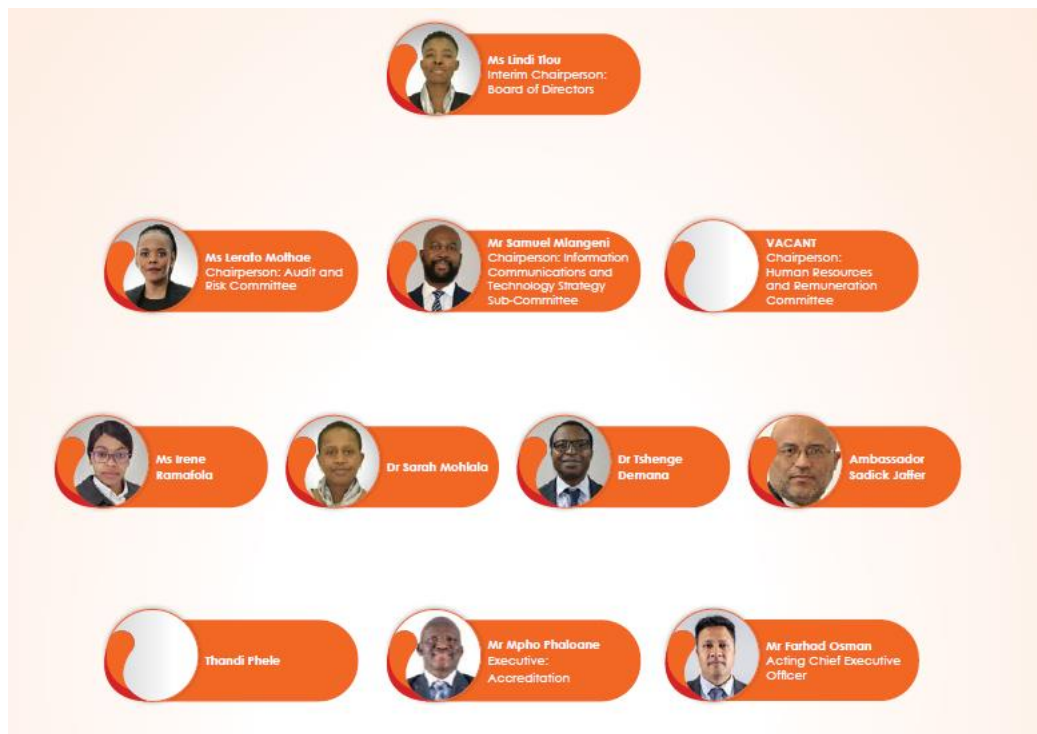 Ms Lindi Tlou
Interim Chairperson:
Board of Directors
Ms Lerato Mothae
Chairperson: Audit and
Risk Committee
Mr Samuel Mlangeni
Chairperson: Information
Communications and
Technology Strategy
Sub-Committee
VACANT
Chairperson:
Human Resources
and Remuneration
Committee
Ms Irene
Ramafola
Dr Sarah Mohlala
Dr Tshenge
Demana
Ambassador
Sadick Jaffer
Thandi Phele
Mr Mpho Phaloane
Executive:
Accreditation
Mr Farhad Osman
Acting Chief Executive
Officer